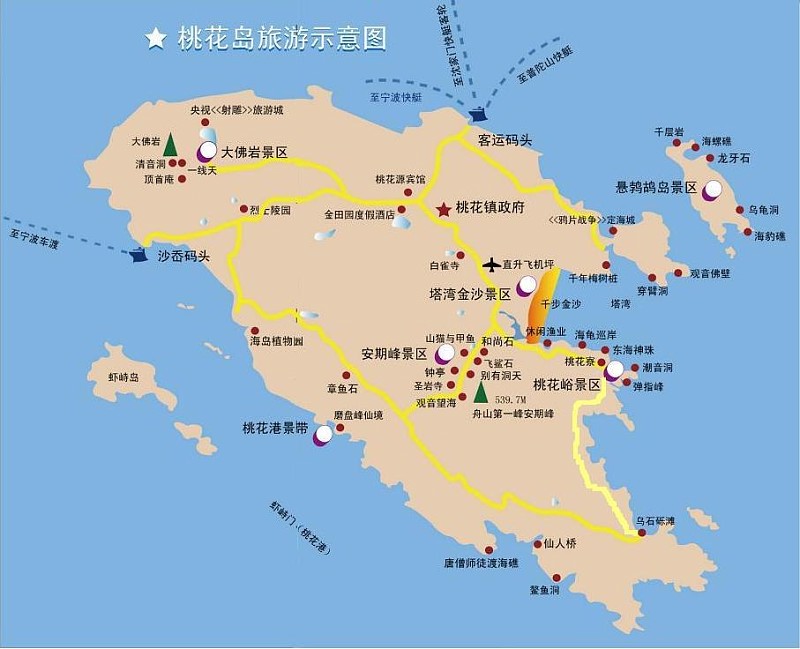 桃花岛旅游示意图
至沈家门快艇客轮
至普陀山快艇
至宁波快艇
央视<<射雕>>旅游城
大佛岩
大佛岩景区
清音洞
一线天
顶首庵
客运码头
千层岩
海螺礁
龙牙石
悬鹁鸪岛景区
乌龟洞
海豹礁
桃花源宾馆
烈士陵园
金田园度假酒店
桃花镇政府
<<鸦片战争>>定海城
至宁波车渡
沙岙码头
白雀寺
直升飞机坪
千年梅树桩
观音佛壁
穿臂洞
塔湾金沙景区
千步金沙
塔湾
休闲渔业
海龟巡岸
海岛植物园
山猫与甲鱼
和尚石
东海神珠
安期峰景区
飞鲨石
桃花寮
潮音洞
钟亭
别有洞天
虾峙岛
章鱼石
圣岩寺
桃花峪景区
弹指峰
观音望海
539.7M
舟山第一峰安期峰
磨盘峰仙境
桃花港景带
虾峙门（桃花港）
乌石砾滩
仙人桥
唐僧师徒渡海礁
鳌鱼洞